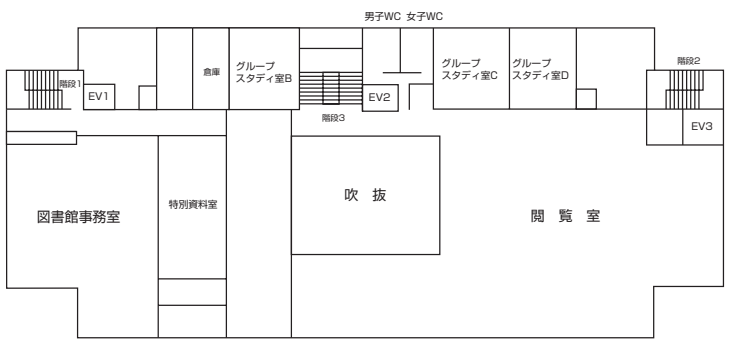 男子WC 女子WC
階段1
EV1
倉庫
グループ
スタディ室B
階段3
EV2
グループ
スタディ室C
グループ
スタディ室D
階段2
EV3
図書館事務室
特別資料室
吹 抜
閲 覧 室